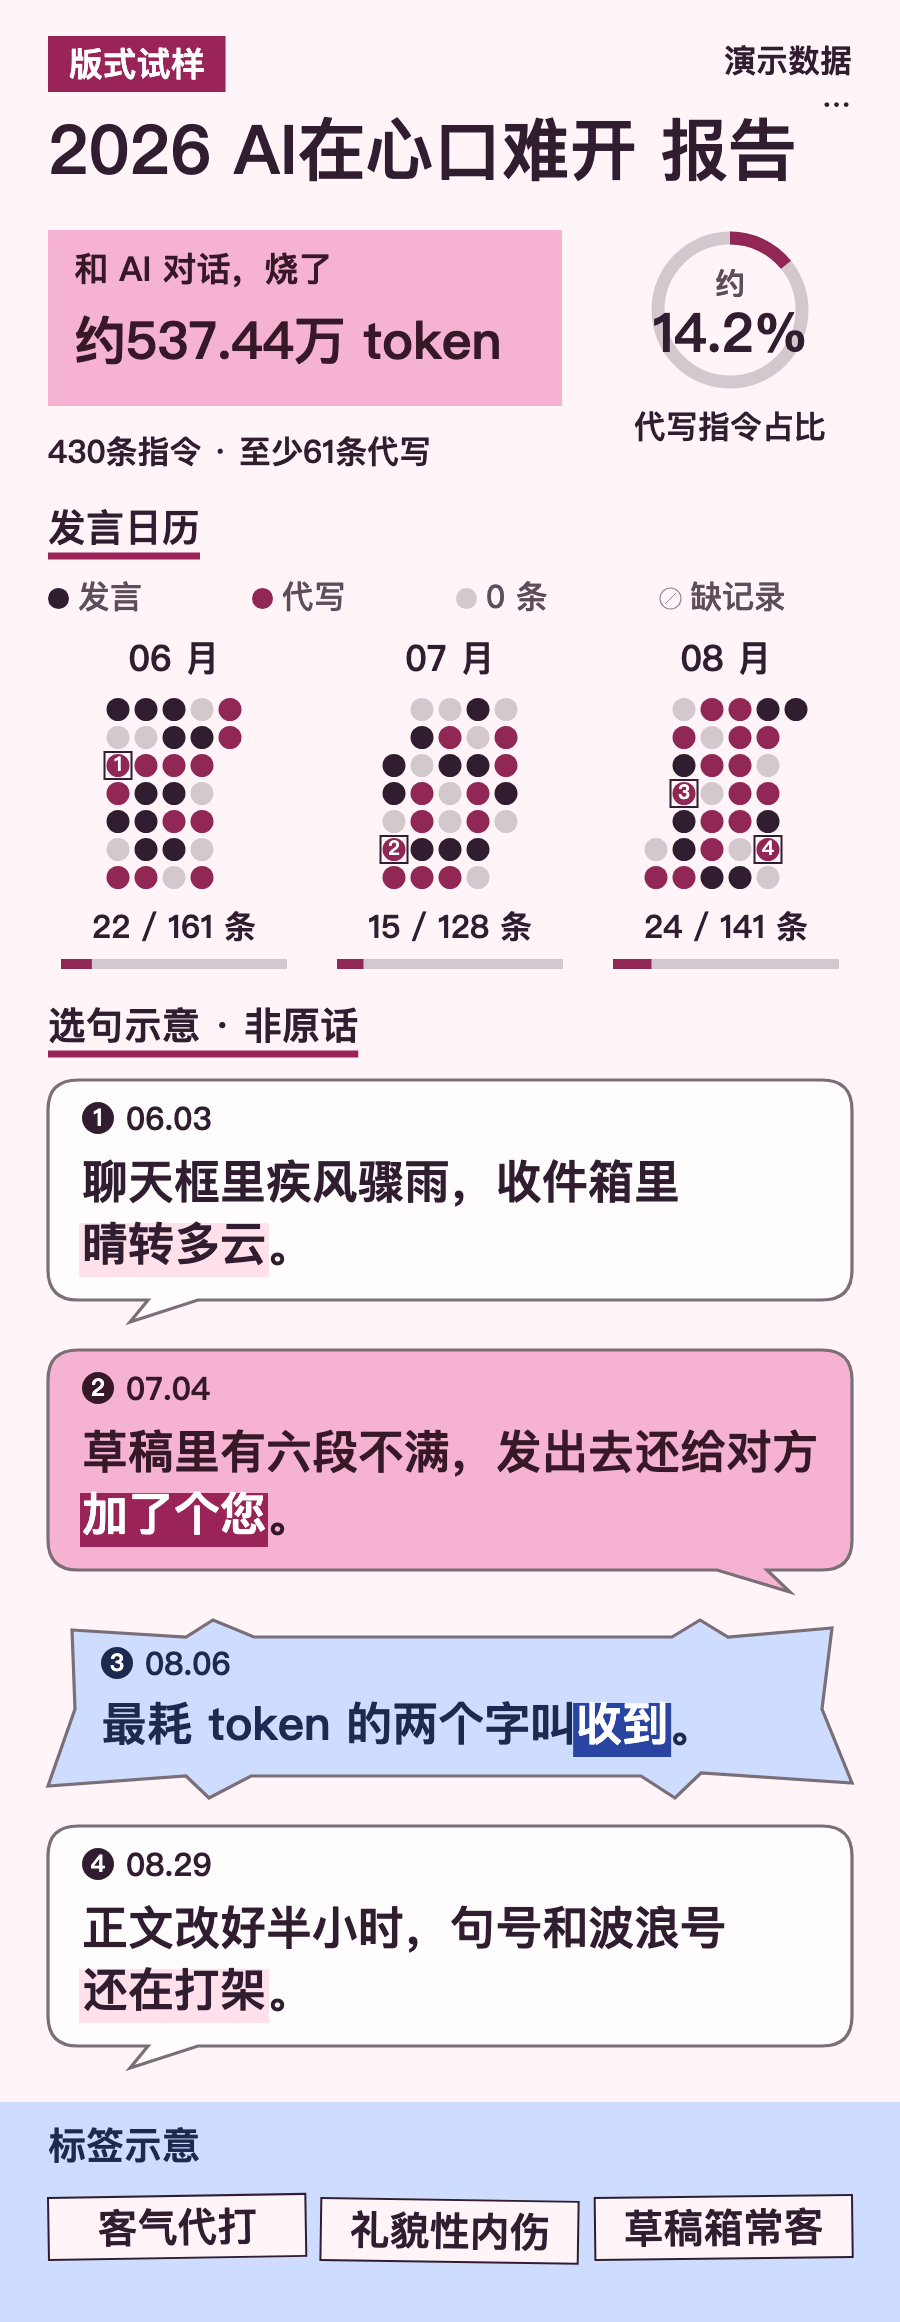 版式试样
演示数据
…
2026 AI在心口难开 报告
和 AI 对话，烧了
约537.44万 token
约
14.2%
代写指令占比
430条指令 · 至少61条代写
发言日历
发言
代写
0 条
缺记录
06 月
07 月
08 月
1
2
3
4
22 / 161 条
15 / 128 条
24 / 141 条
选句示意 · 非原话
1 06.03
聊天框里疾风骤雨，收件箱里
晴转多云。
2 07.04
草稿里有六段不满，发出去还给对方
加了个您。
3 08.06
最耗 token 的两个字叫收到。
4 08.29
正文改好半小时，句号和波浪号
还在打架。
标签示意
客气代打
礼貌性内伤
草稿箱常客